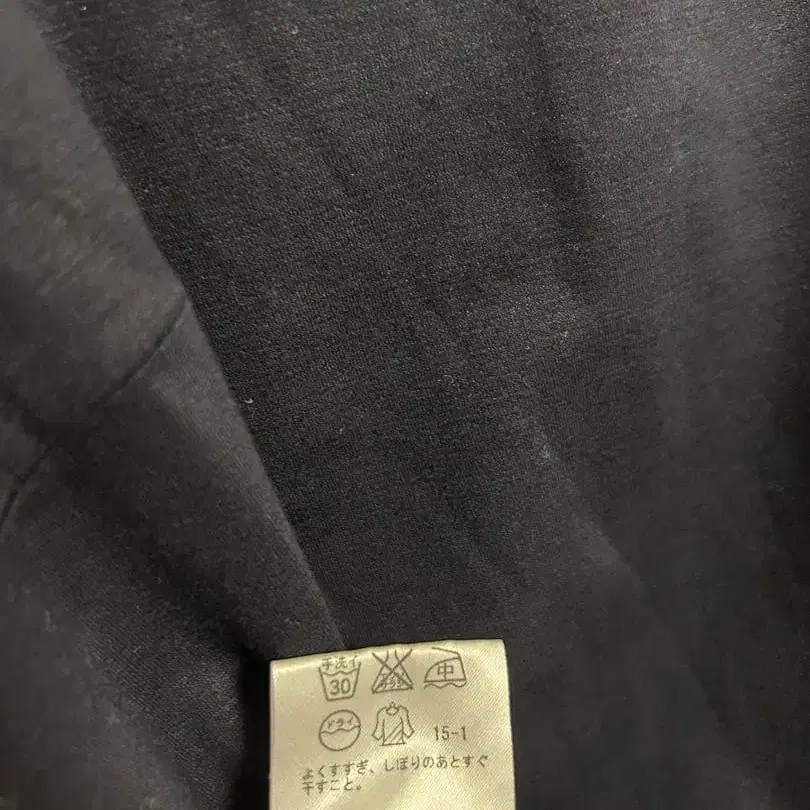 手洗イ
30
中
ドライ
15-1
よくすすぎ、しぼりのあとすぐ
干すこと。